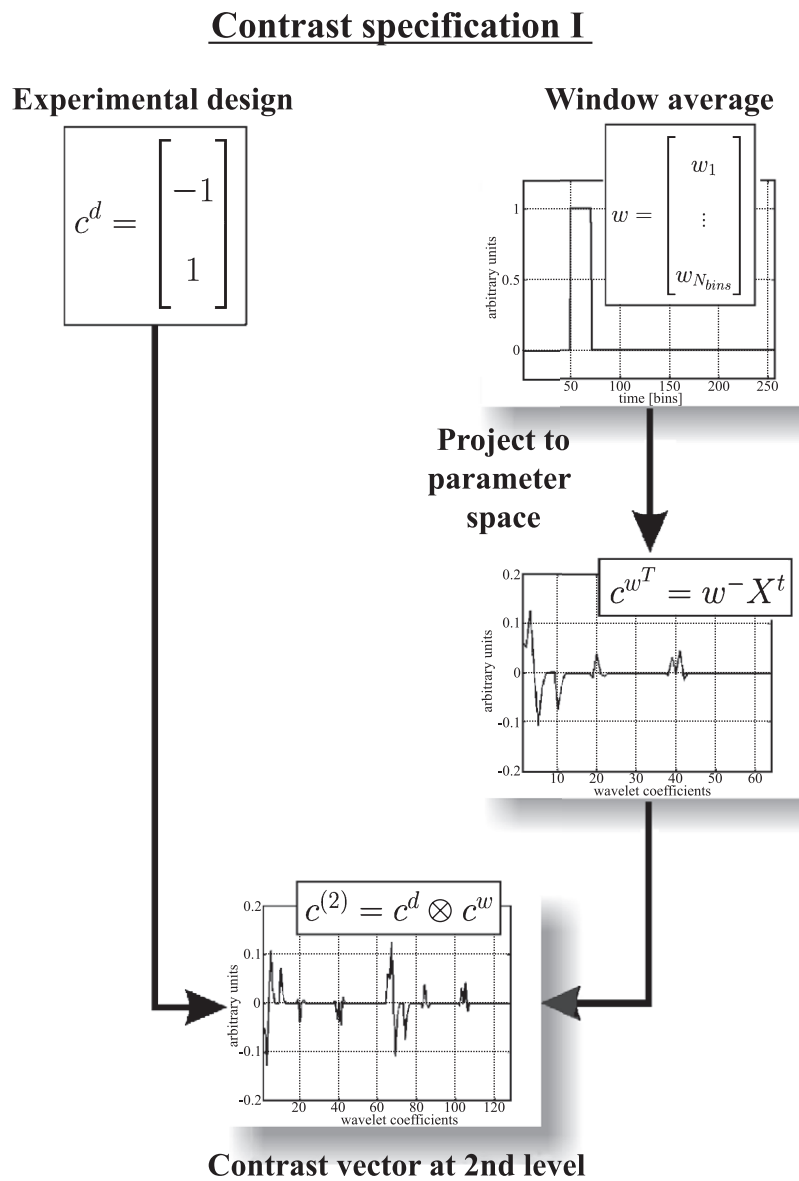 Contrast specification I
Experimental design
c^d = [ −1 1 ]
Window average
w = [ w_1 ⋮ w_{N_{bins}} ]
arbitrary units
1
0.5
0
50 100 150 200 250
time [bins]
Project to
parameter
space
c^{w^T} = w^− X^t
arbitrary units
0.2
0.1
0
-0.1
-0.2
10 20 30 40 50 60
wavelet coefficients
c^{(2)} = c^d ⊗ c^w
arbitrary units
0.2
0.1
0
-0.1
-0.2
20 40 60 80 100 120
wavelet coefficients
Contrast vector at 2nd level